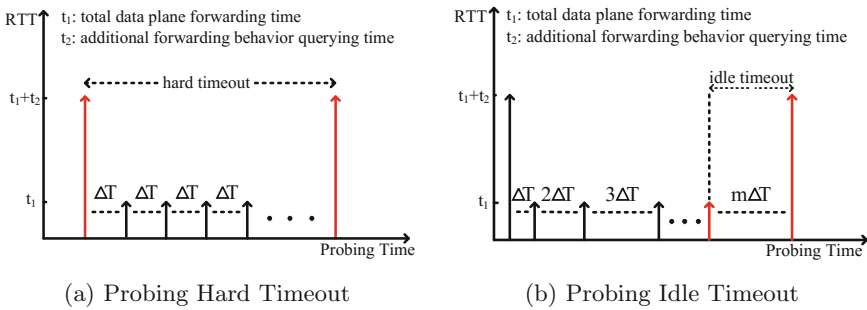 RTT
t₁: total data plane forwarding time
t₂: additional forwarding behavior querying time
hard timeout
t₁+t₂
ΔT ΔT ΔT ΔT
t₁
• • •
Probing Time
(a) Probing Hard Timeout
RTT
t₁: total data plane forwarding time
t₂: additional forwarding behavior querying time
idle timeout
t₁+t₂
ΔT 2ΔT 3ΔT mΔT
t₁
•••
Probing Time
(b) Probing Idle Timeout